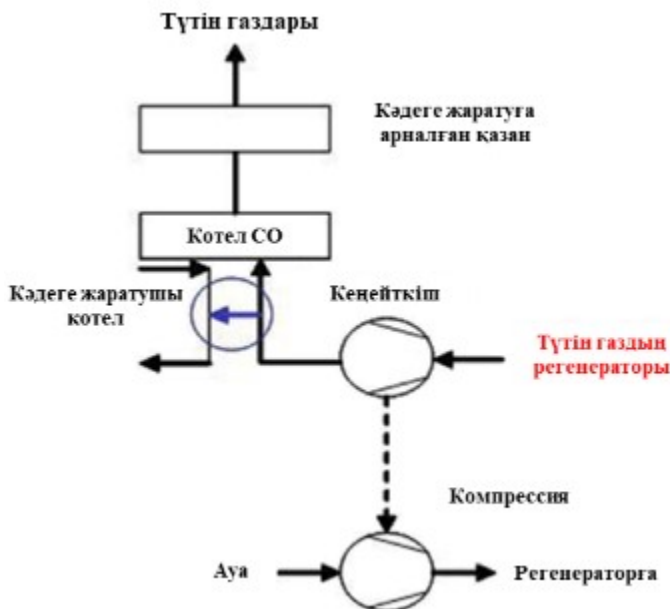 Түтін газдары
Кәдеге жаратуға
арналған қазан
Котел СО
Кәдеге жаратушы
котел
Кеңейткіш
Түтін газдың
регенераторы
Компрессия
Ауа
Регенераторға